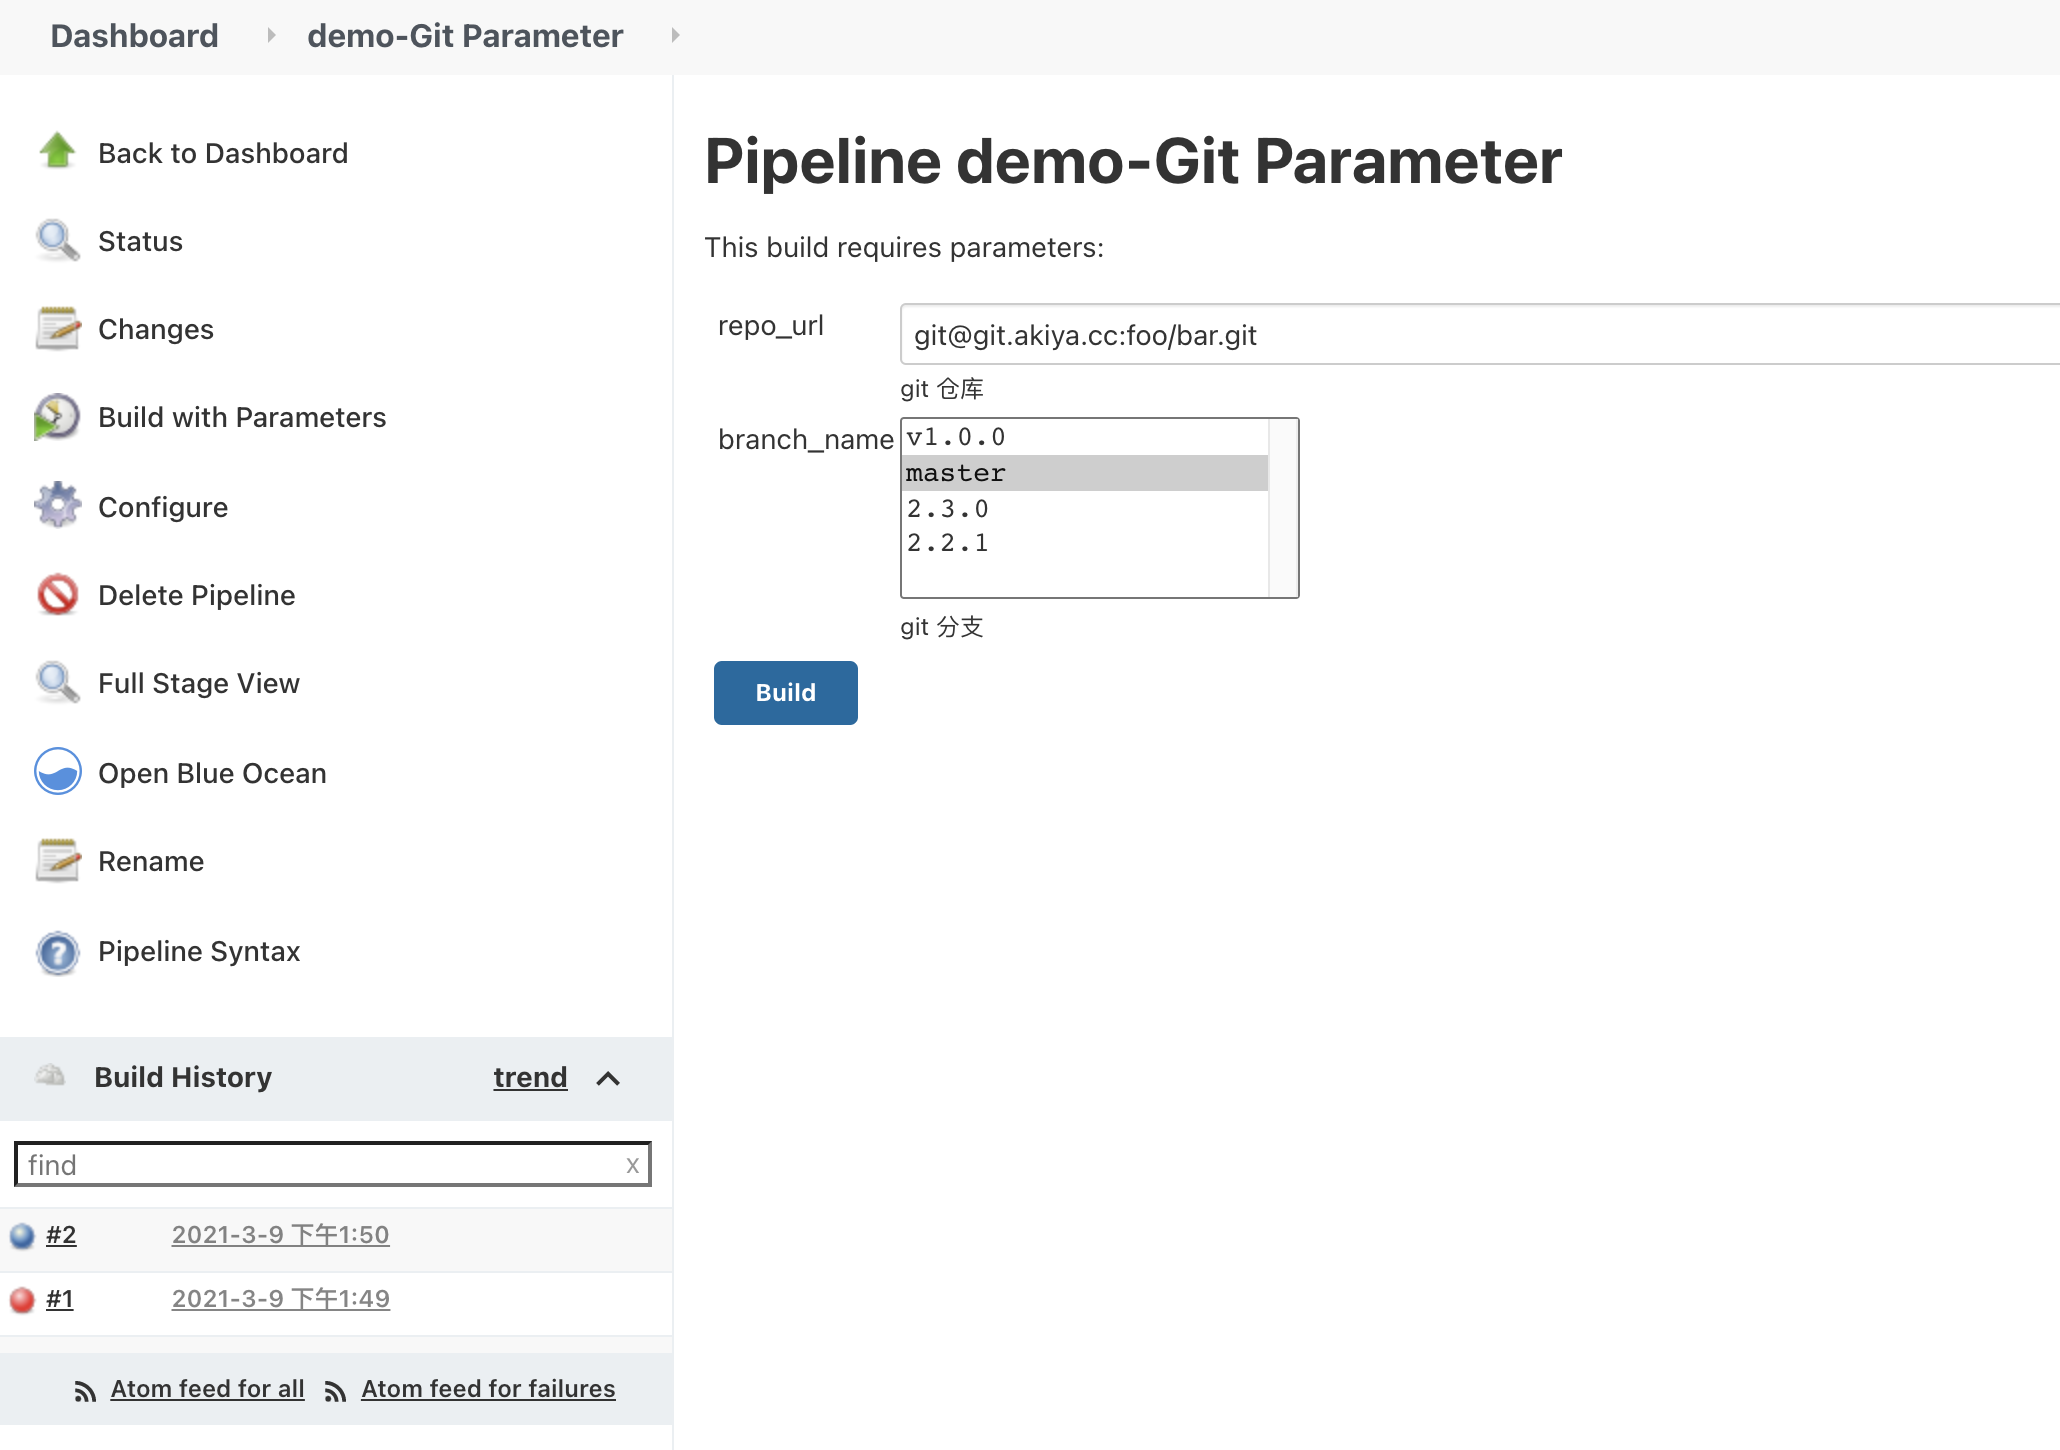 Dashboard demo-Git Parameter
Back to Dashboard
Status
Changes
Build with Parameters
Configure
Delete Pipeline
Full Stage View
Open Blue Ocean
Rename
Pipeline Syntax
Build History trend
find x
#2 2021-3-9 下午1:50
#1 2021-3-9 下午1:49
Atom feed for all Atom feed for failures
Pipeline demo-Git Parameter
This build requires parameters:
repo_url git@git.akiya.cc:foo/bar.git
git 仓库
branch_name v1.0.0
master
2.3.0
2.2.1
git 分支
Build